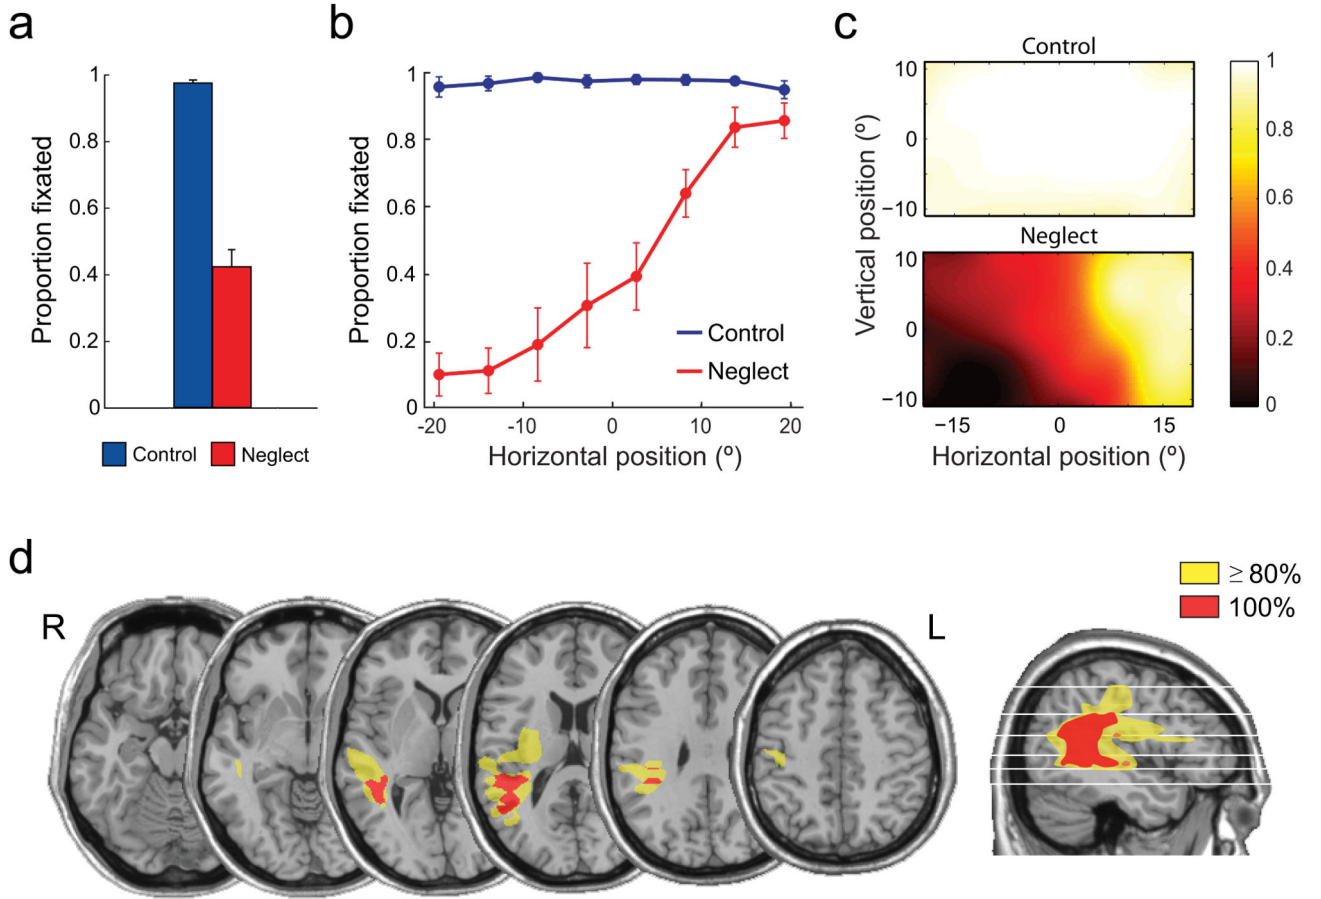 a
b
c
Proportion fixated
1
0.8
0.6
0.4
0.2
0
Control
Neglect
Proportion fixated
1
0.8
0.6
0.4
0.2
0
-20
-10
0
10
20
Horizontal position (º)
Control
Neglect
Control
Vertical position (º)
10
0
−10
Neglect
10
0
−10
−15
0
15
Horizontal position (º)
1
0.8
0.6
0.4
0.2
0
d
R
L
≥ 80%
100%